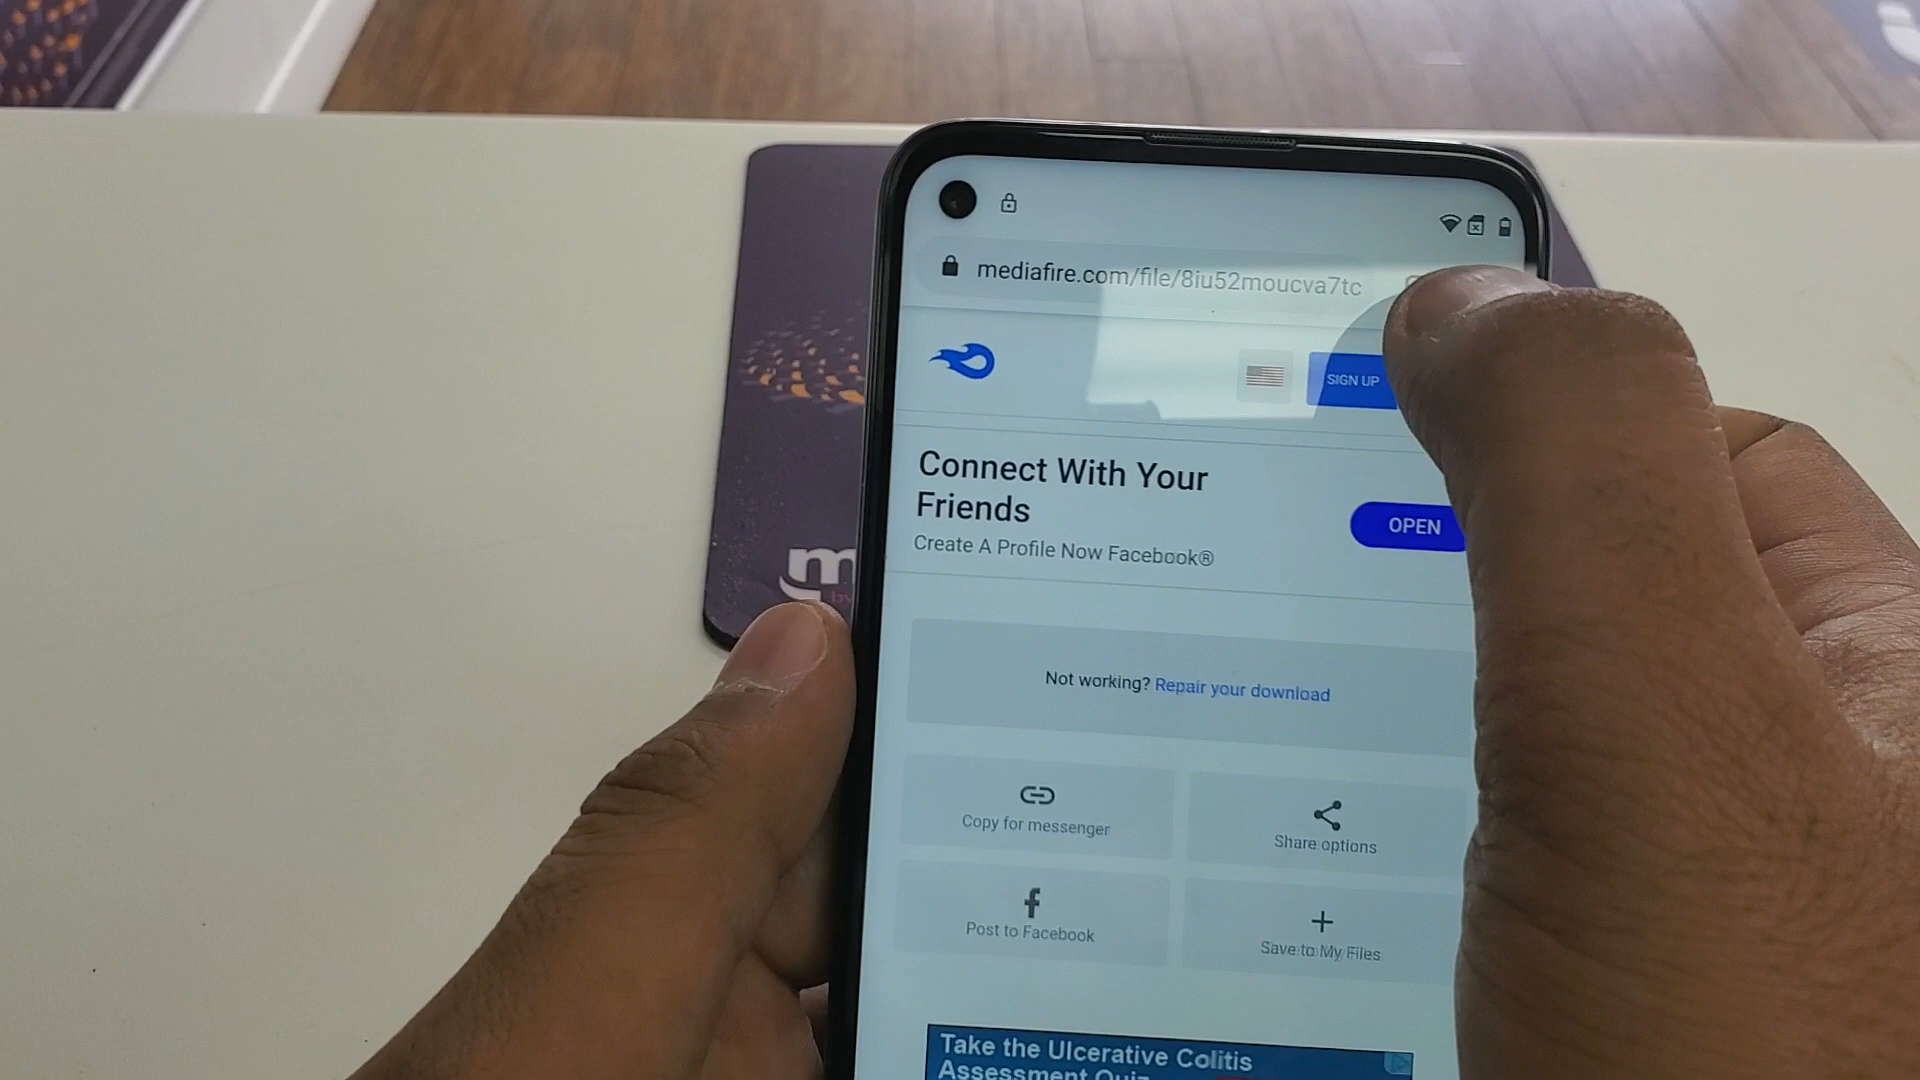 mediafire.com/file/8iu52moucva7tc
SIGN UP
Connect With Your
Friends
Create A Profile Now Facebook®
OPEN
Not working? Repair your download
Copy for messenger
Share options
Post to Facebook
Save to My Files
Take the Ulcerative Colitis
Assessment Quiz
m
by